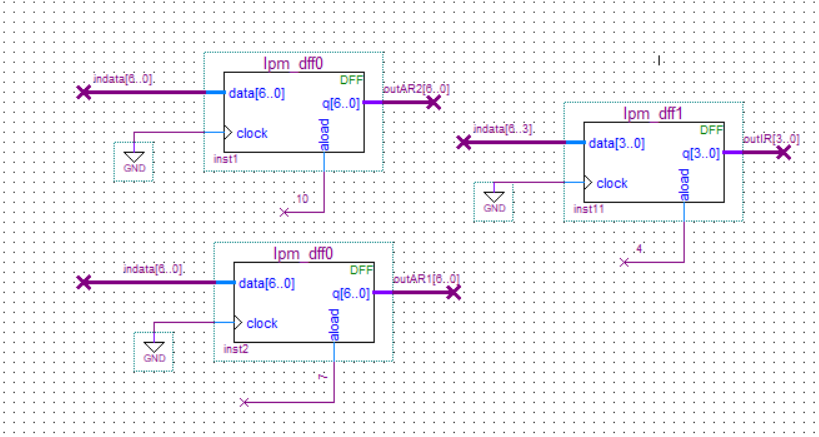 lpm_dff0
DFF
indata[6..0]
data[6..0]
outAR2[6..0]
q[6..0]
clock
aload
GND
inst1
10
lpm_dff1
DFF
indata[6..3]
data[3..0]
outIR[3..0]
q[3..0]
clock
aload
GND
inst11
4
lpm_dff0
DFF
indata[6..0]
data[6..0]
outAR1[6..0]
q[6..0]
clock
aload
GND
inst2
7